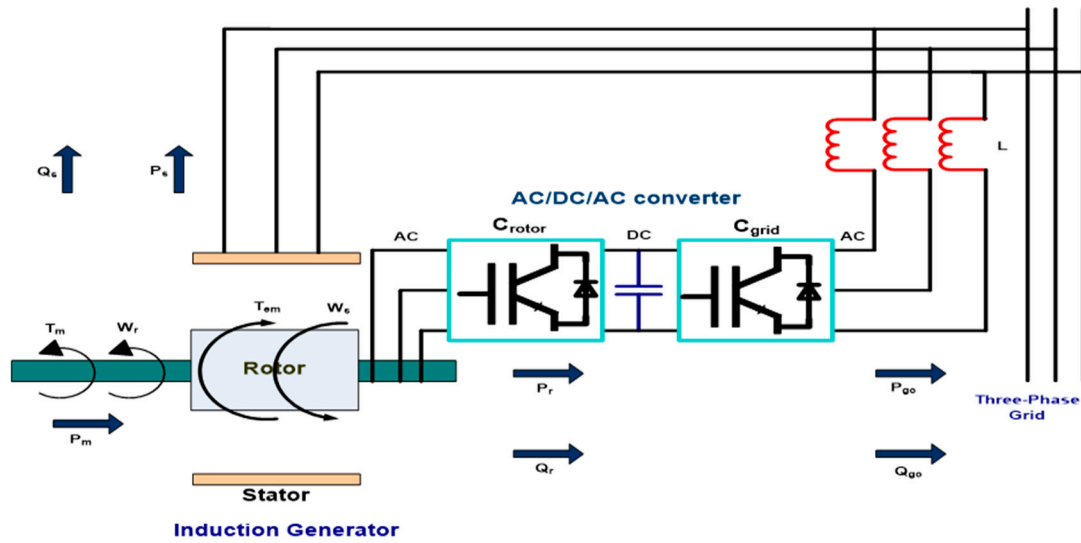 Qs
Ps
L
AC/DC/AC converter
AC
Crotor
DC
Cgrid
AC
Tm
Wr
Tem
Ws
Rotor
Pm
Pr
Pgo
Three-Phase
Grid
Qr
Qgo
Stator
Induction Generator